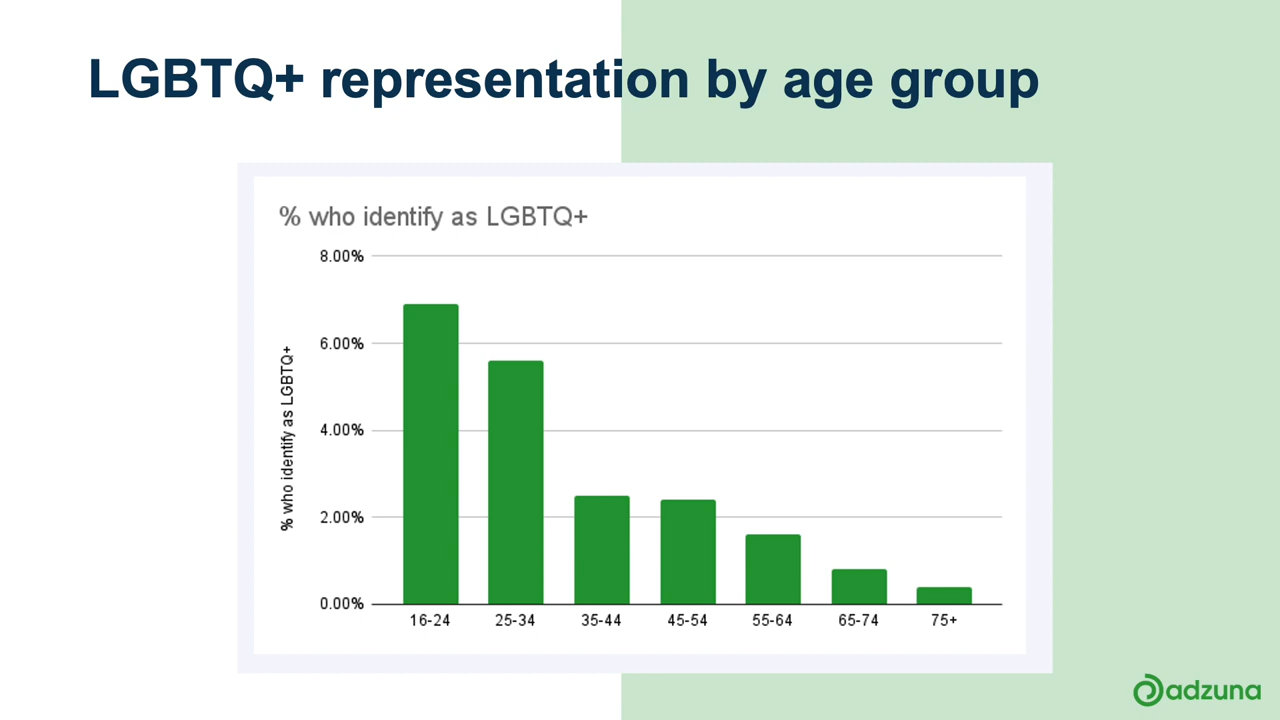 LGBTQ+ representation by age group
% who identify as LGBTQ+
% who identify as LGBTQ+
8.00%
6.00%
4.00%
2.00%
0.00%
16-24 25-34 35-44 45-54 55-64 65-74 75+
adzuna